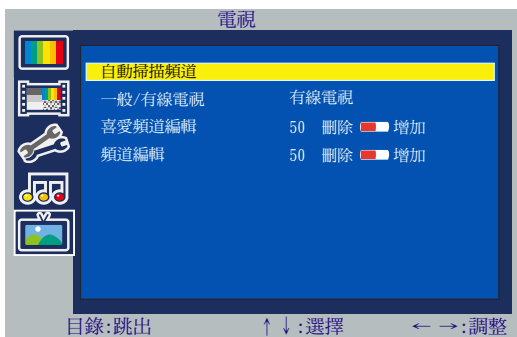 電視
自動掃描頻道
一般/有線電視 有線電視
喜愛頻道編輯 50 刪除 增加
頻道編輯 50 刪除 增加
目錄:跳出 ↑↓:選擇 ←→:調整